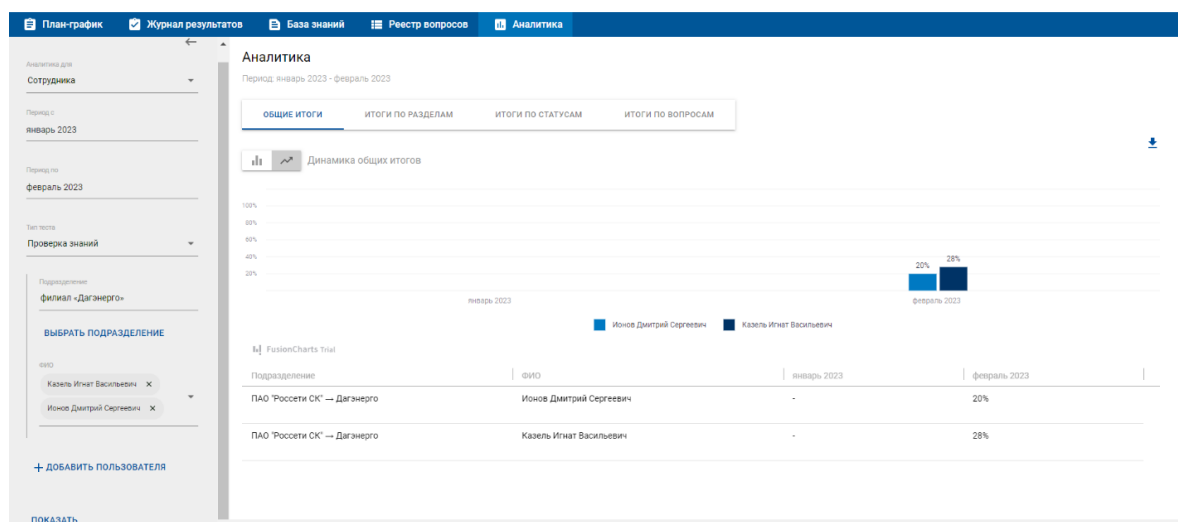 План-график Журнал результатов База знаний Реестр вопросов Аналитика
Аналитика для
Сотрудника
Период с
январь 2023
Период по
февраль 2023
Тип теста
Проверка знаний
Подразделение
филиал «Дагэнерго»
ВЫБРАТЬ ПОДРАЗДЕЛЕНИЕ
ФИО
Казель Игнат Васильевич ×
Ионов Дмитрий Сергеевич ×
+ ДОБАВИТЬ ПОЛЬЗОВАТЕЛЯ
ПОКАЗАТЬ
Аналитика
Период: январь 2023 - февраль 2023
ОБЩИЕ ИТОГИ ИТОГИ ПО РАЗДЕЛАМ ИТОГИ ПО СТАТУСАМ ИТОГИ ПО ВОПРОСАМ
Динамика общих итогов
100%
80%
60%
40%
20%
20% 28%
январь 2023 февраль 2023
Ионов Дмитрий Сергеевич Казель Игнат Васильевич
FusionCharts Trial
Подразделение ФИО январь 2023 февраль 2023
ПАО "Россети СК" → Дагэнерго Ионов Дмитрий Сергеевич - 20%
ПАО "Россети СК" → Дагэнерго Казель Игнат Васильевич - 28%